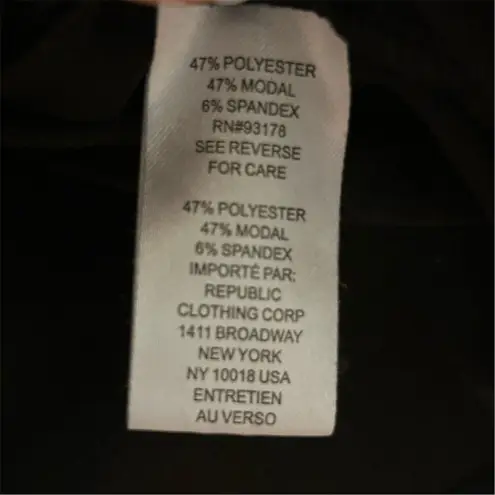 47% POLYESTER
47% MODAL
6% SPANDEX
RN#93178
SEE REVERSE
FOR CARE
47% POLYESTER
47% MODAL
6% SPANDEX
IMPORTÉ PAR:
REPUBLIC
CLOTHING CORP
1411 BROADWAY
NEW YORK
NY 10018 USA
ENTRETIEN
AU VERSO